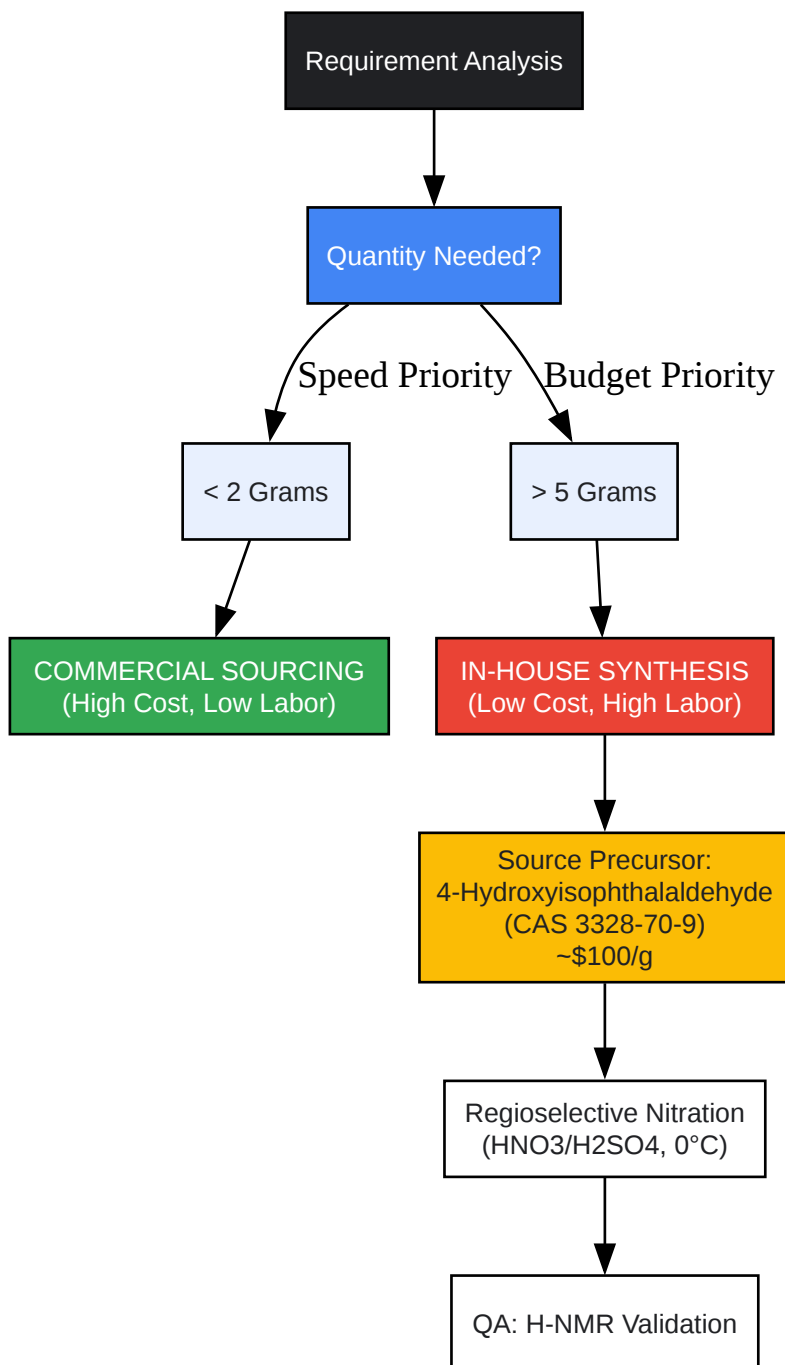 Requirement Analysis
Quantity Needed?
Speed Priority
Budget Priority
< 2 Grams
> 5 Grams
COMMERCIAL SOURCING
(High Cost, Low Labor)
IN-HOUSE SYNTHESIS
(Low Cost, High Labor)
Source Precursor:
4-Hydroxyisophthalaldehyde
(CAS 3328-70-9)
~$100/g
Regioselective Nitration
(HNO3/H2SO4, 0°C)
QA: H-NMR Validation